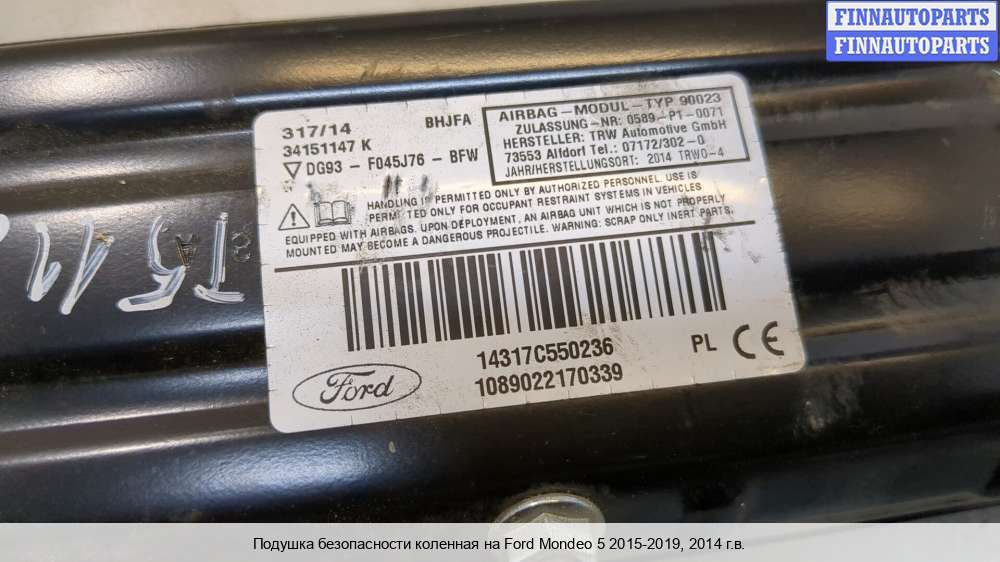 FINNAUTOPARTS
FINNAUTOPARTS
317/14 BHJFA
34151147 K
DG93 - F045J76 - BFW
AIRBAG-MODUL-TYP 90023
ZULASSUNG-NR: 0589-P1-0071
HERSTELLER: TRW Automotive GmbH
73553 Alfdorf Tel.: 07172/302-0
JAHR/HERSTELLUNGSORT: 2014 TRWO-4
HANDLING IF PERMITTED ONLY BY AUTHORIZED PERSONNEL. USE IS
PERMITTED ONLY FOR OCCUPANT RESTRAINT SYSTEMS IN VEHICLES
EQUIPPED WITH AIRBAGS. UPON DEPLOYMENT, AN AIRBAG UNIT WHICH IS NOT PROPERLY
MOUNTED MAY BECOME A DANGEROUS PROJECTILE. WARNING: SCRAP ONLY INERT PARTS.
14317C550236
1089022170339
PL CE
Ford
Подушка безопасности коленная на Ford Mondeo 5 2015-2019, 2014 г.в.